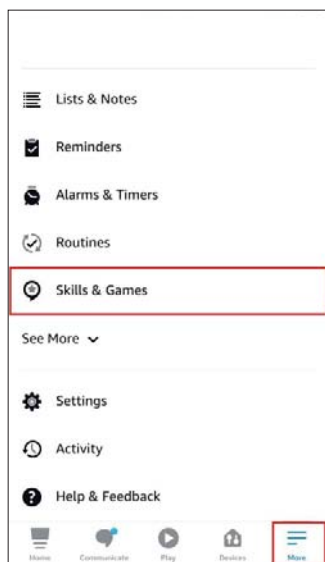 Lists & Notes
Reminders
Alarms & Timers
Routines
Skills & Games
See More
Settings
Activity
Help & Feedback
Home Communicate Play Devices More